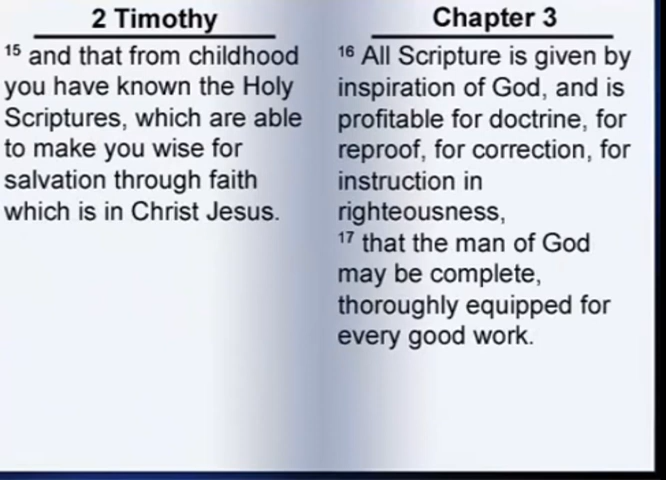 2 Timothy
15 and that from childhood
you have known the Holy
Scriptures, which are able
to make you wise for
salvation through faith
which is in Christ Jesus.
Chapter 3
16 All Scripture is given by
inspiration of God, and is
profitable for doctrine, for
reproof, for correction, for
instruction in
righteousness,
17 that the man of God
may be complete,
thoroughly equipped for
every good work.